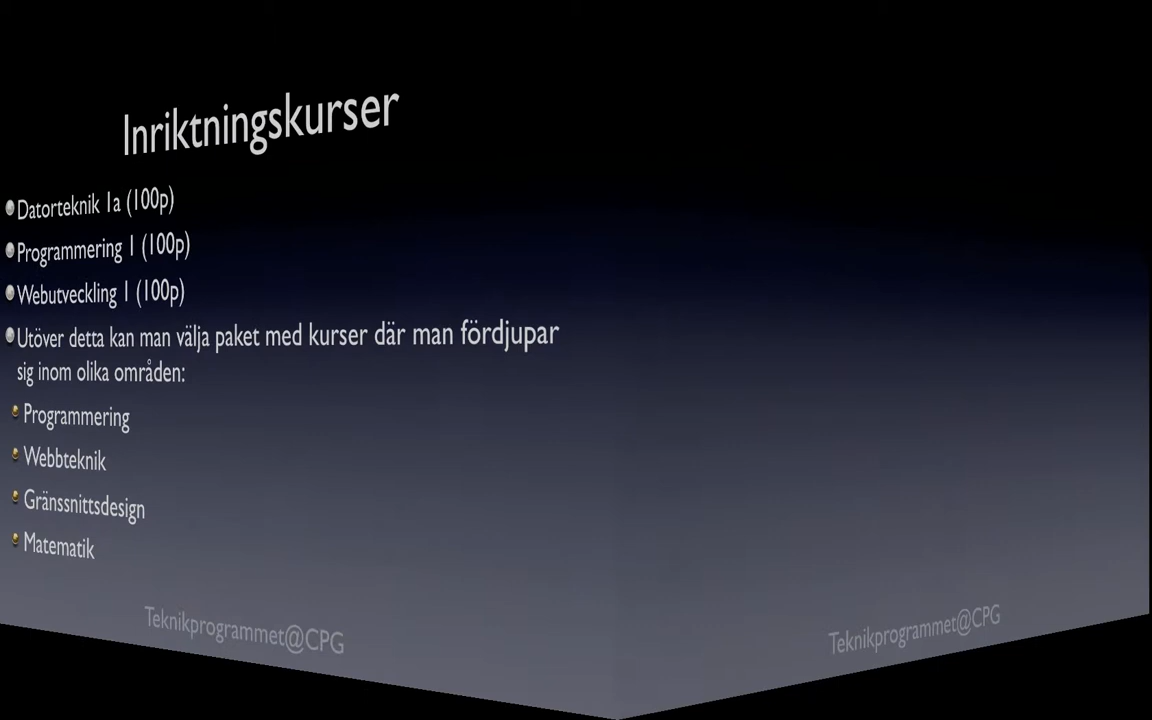 Inriktningskurser
Datorteknik 1a (100p)
Programmering 1 (100p)
Webutveckling 1 (100p)
Utöver detta kan man välja paket med kurser där man fördjupar
sig inom olika områden:
Programmering
Webbteknik
Gränssnittsdesign
Matematik
Teknikprogrammet@CPG
Teknikprogrammet@CPG